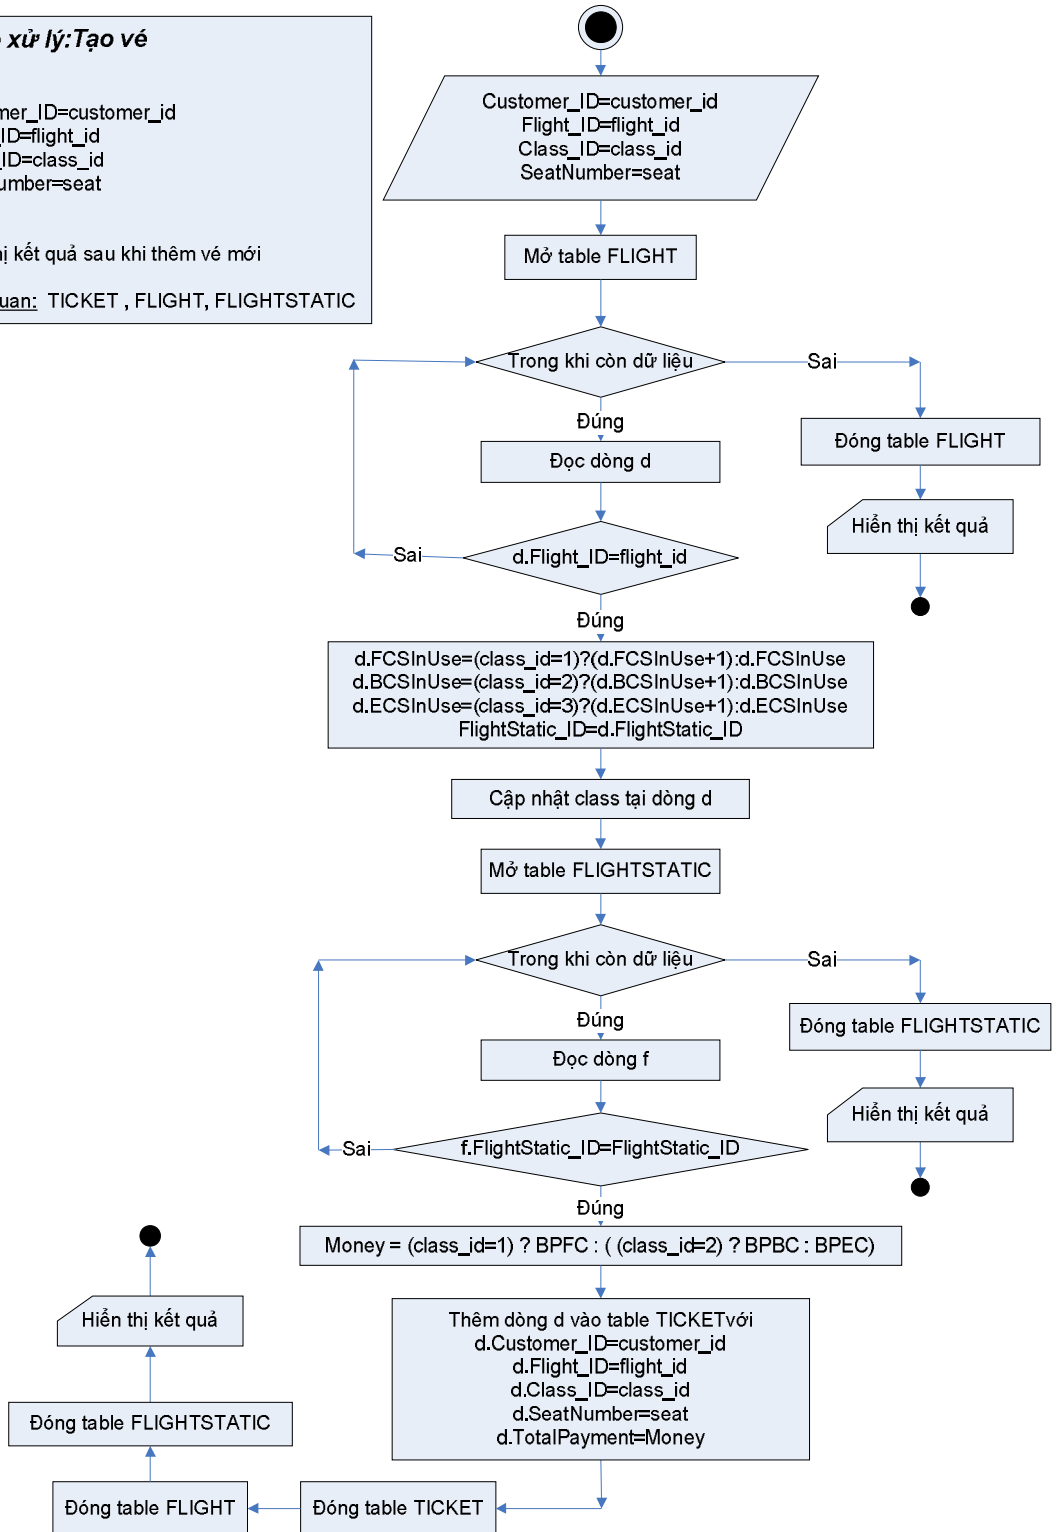 xử lý:Tạo vé
mer_ID=customer_id
_ID=flight_id
_ID=class_id
umber=seat
ị kết quả sau khi thêm vé mới
uan: TICKET , FLIGHT, FLIGHTSTATIC
Customer_ID=customer_id
Flight_ID=flight_id
Class_ID=class_id
SeatNumber=seat
Mở table FLIGHT
Trong khi còn dữ liệu
Sai
Đúng
Đóng table FLIGHT
Đọc dòng d
Hiển thị kết quả
Sai
d.Flight_ID=flight_id
Đúng
d.FCSInUse=(class_id=1)?(d.FCSInUse+1):d.FCSInUse
d.BCSInUse=(class_id=2)?(d.BCSInUse+1):d.BCSInUse
d.ECSInUse=(class_id=3)?(d.ECSInUse+1):d.ECSInUse
FlightStatic_ID=d.FlightStatic_ID
Cập nhật class tại dòng d
Mở table FLIGHTSTATIC
Trong khi còn dữ liệu
Sai
Đúng
Đóng table FLIGHTSTATIC
Đọc dòng f
Hiển thị kết quả
Sai
f.FlightStatic_ID=FlightStatic_ID
Đúng
Money = (class_id=1) ? BPFC : ( (class_id=2) ? BPBC : BPEC)
Thêm dòng d vào table TICKETvới
d.Customer_ID=customer_id
d.Flight_ID=flight_id
d.Class_ID=class_id
d.SeatNumber=seat
d.TotalPayment=Money
Hiển thị kết quả
Đóng table FLIGHTSTATIC
Đóng table FLIGHT
Đóng table TICKET